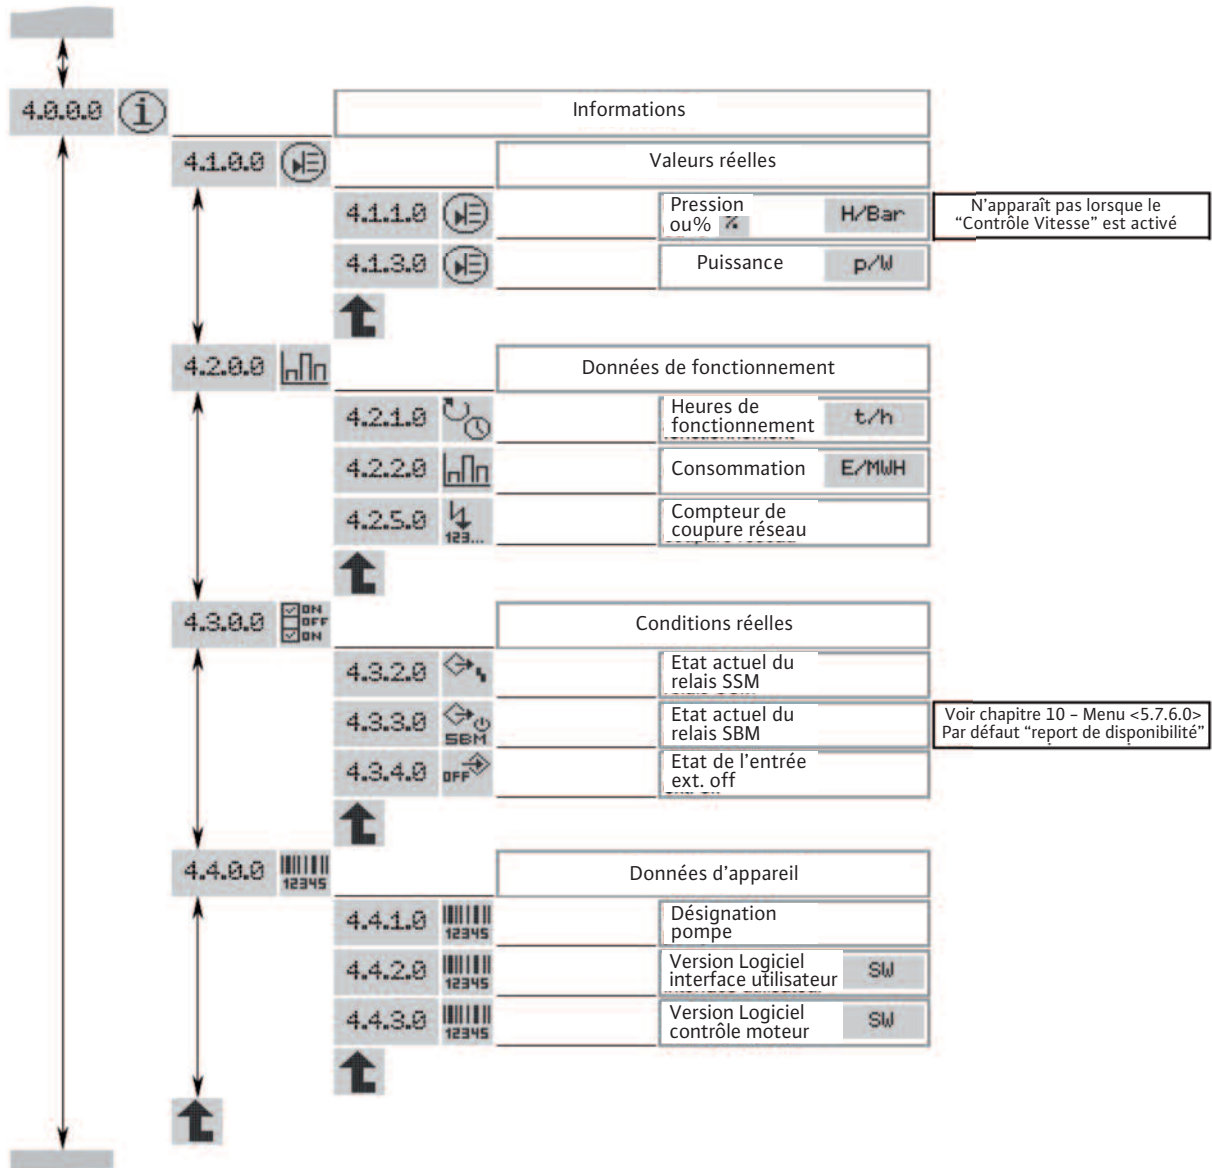 4.0.0.0 i Informations
4.1.0.0 Valeurs réelles
4.1.1.0 Pression
ou% % H/Bar
N'apparaît pas lorsque le
“Contrôle Vitesse” est activé
4.1.3.0 Puissance p/W
4.2.0.0 Données de fonctionnement
4.2.1.0 Heures de
fonctionnement t/h
4.2.2.0 Consommation E/MWH
4.2.5.0 123... Compteur de
coupure réseau
4.3.0.0 ON
OFF
ON
Conditions réelles
4.3.2.0 Etat actuel du
relais SSM
4.3.3.0 SBM Etat actuel du
relais SBM
Voir chapitre 10 – Menu <5.7.6.0>
Par défaut “report de disponibilité”
4.3.4.0 OFF Etat de l'entrée
ext. off
4.4.0.0 12345 Données d'appareil
4.4.1.0 12345 Désignation
pompe
4.4.2.0 12345 Version Logiciel
interface utilisateur SW
4.4.3.0 12345 Version Logiciel
contrôle moteur SW